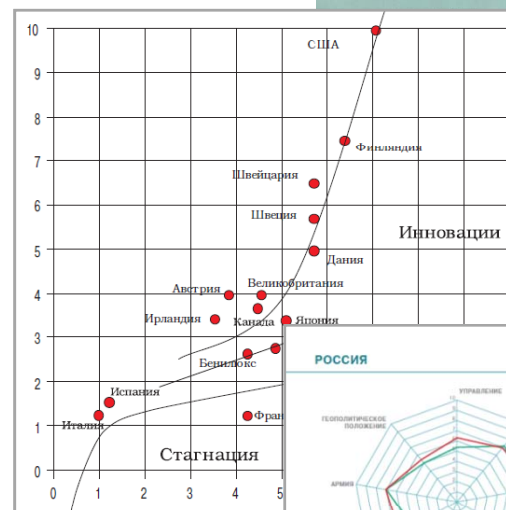 10
США
9
8
7
Финляндия
Швейцария
6
Швеция
5
Инновации
Дания
Австрия
Великобритания
4
Ирландия
Канада
Япония
3
Бенилюкс
РОССИЯ
2
Испания
УПРАВЛЕНИЕ
1
Италия
Фран
ГЕОПОЛИТИЧЕСКОЕ
ПОЛОЖЕНИЕ
Стагнация
0
АРМИЯ
0 1 2 3 4 5